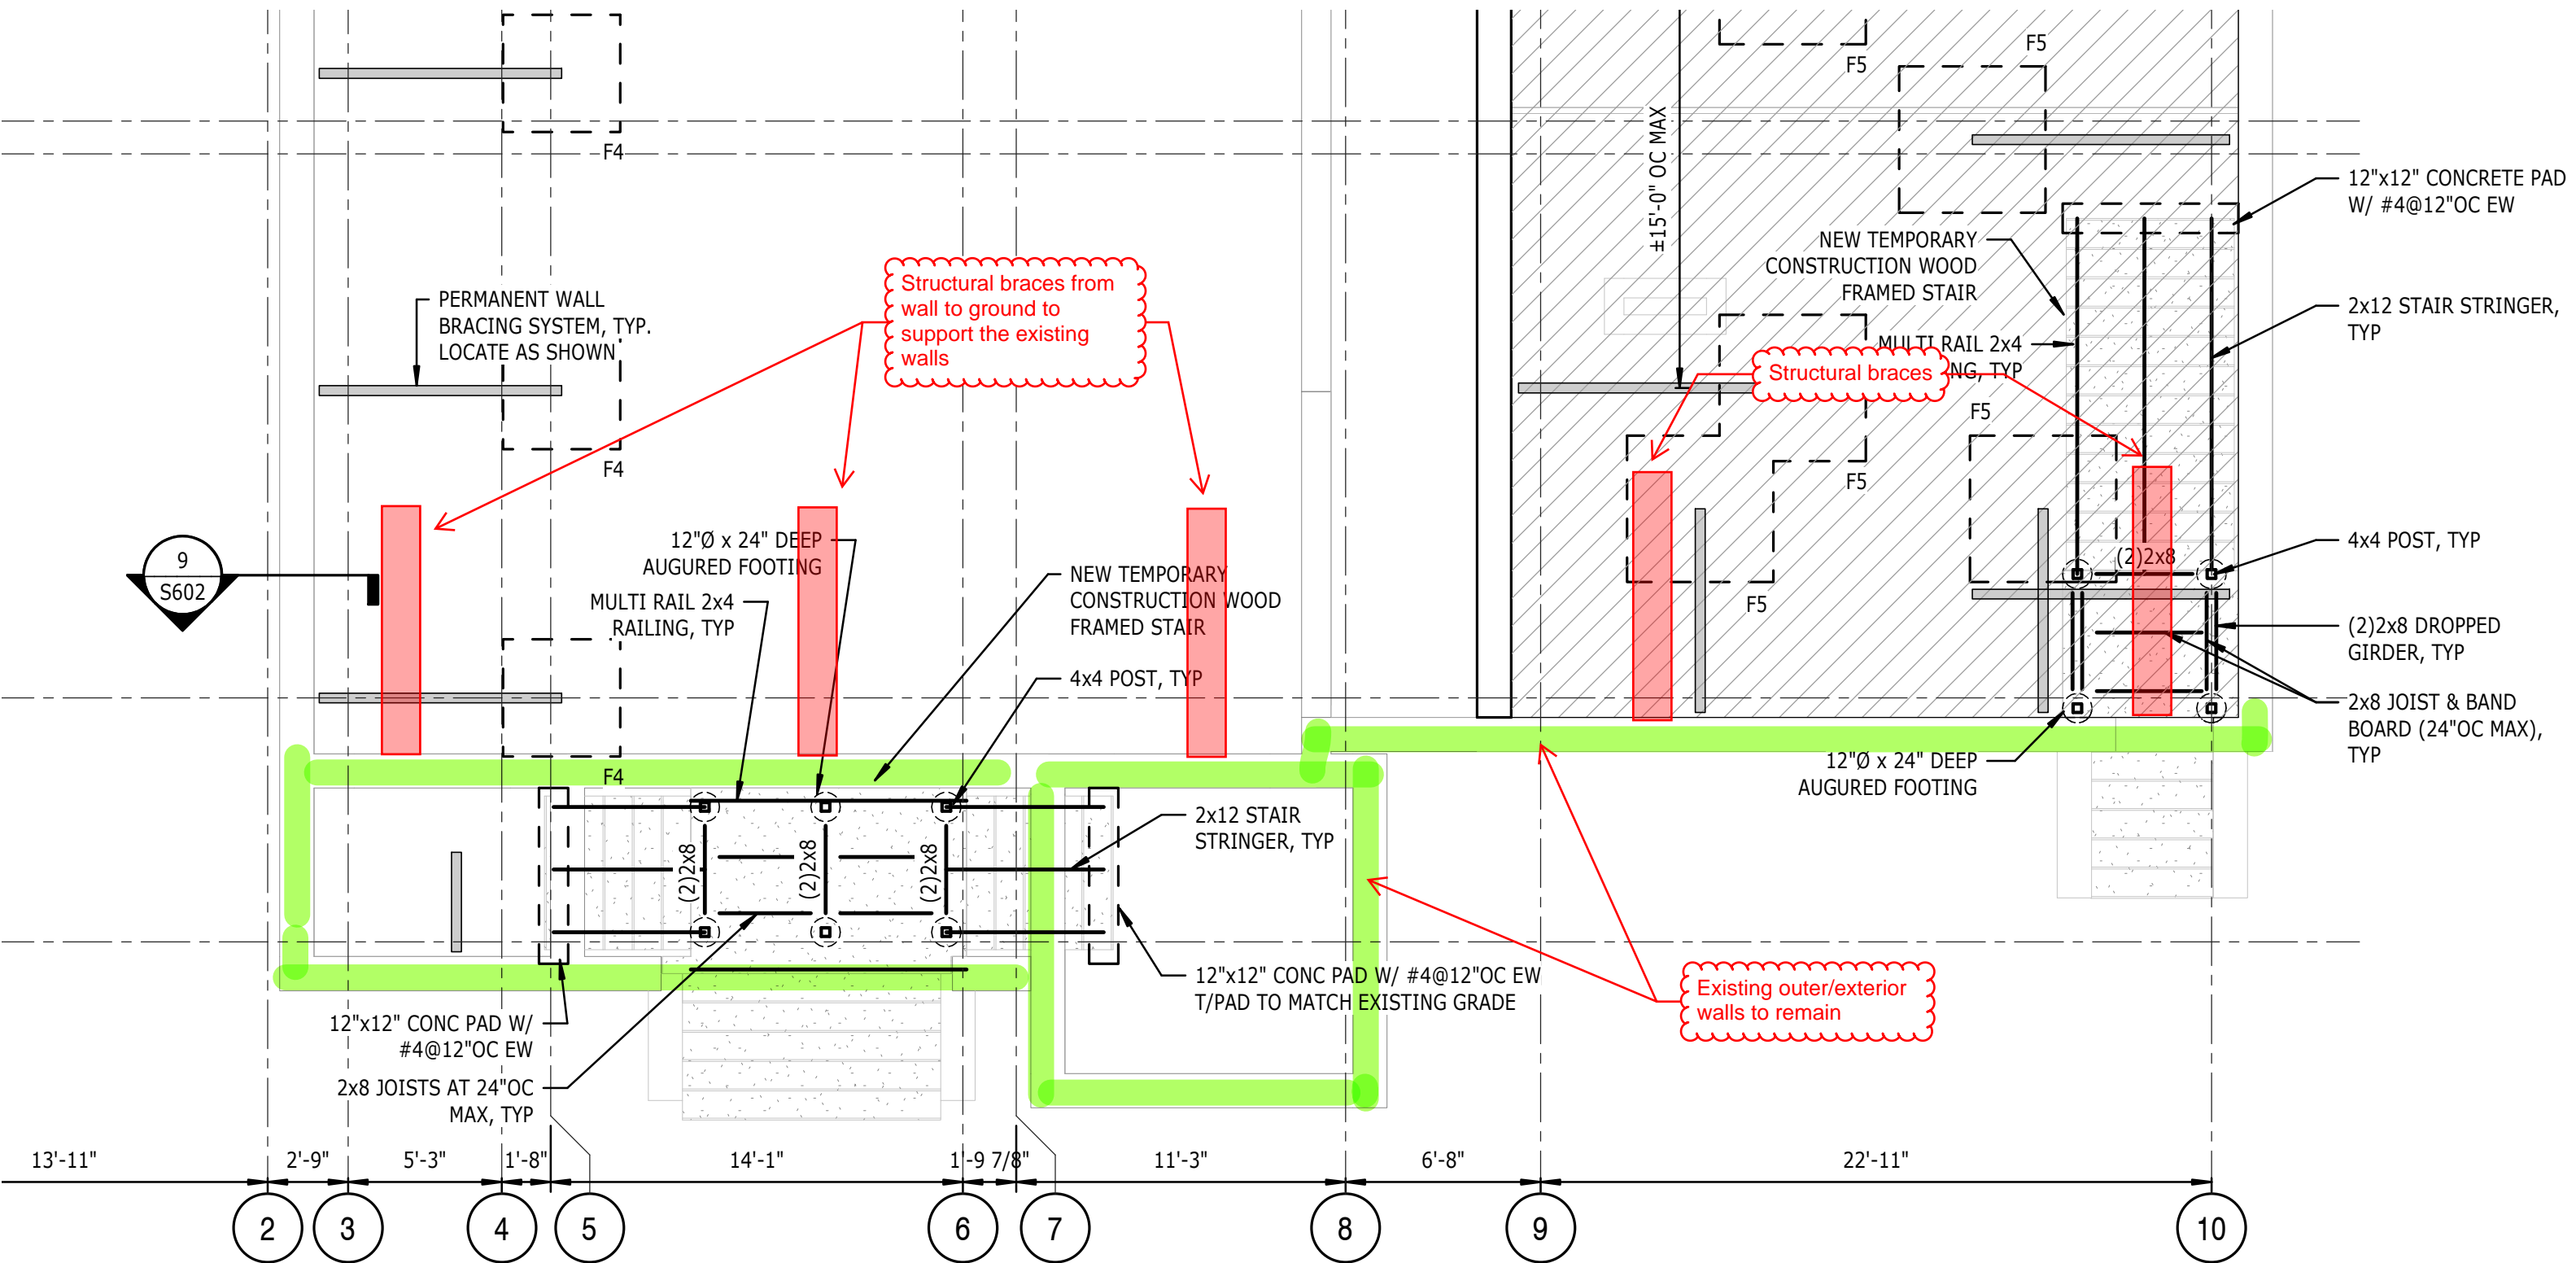 F5
F5
F4
±15'-0" OC MAX
12"x12" CONCRETE PAD
W/ #4@12"OC EW
NEW TEMPORARY
CONSTRUCTION WOOD
FRAMED STAIR
Structural braces from
wall to ground to
support the existing
walls
PERMANENT WALL
BRACING SYSTEM, TYP.
LOCATE AS SHOWN
2x12 STAIR STRINGER,
TYP
MULTI RAIL 2x4
NG, TYP
Structural braces
F5
F4
F5
9
S602
12"Ø x 24" DEEP
AUGURED FOOTING
MULTI RAIL 2x4
RAILING, TYP
NEW TEMPORARY
CONSTRUCTION WOOD
FRAMED STAIR
4x4 POST, TYP
F5
(2)2x8
4x4 POST, TYP
(2)2x8 DROPPED
GIRDER, TYP
2x8 JOIST & BAND
BOARD (24"OC MAX),
TYP
12"Ø x 24" DEEP
AUGURED FOOTING
F4
(2)2x8
(2)2x8
(2)2x8
2x12 STAIR
STRINGER, TYP
12"x12" CONC PAD W/ #4@12"OC EW
T/PAD TO MATCH EXISTING GRADE
Existing outer/exterior
walls to remain
12"x12" CONC PAD W/
#4@12"OC EW
2x8 JOISTS AT 24"OC
MAX, TYP
13'-11"
2'-9"
5'-3"
1'-8"
14'-1"
1'-9 7/8"
11'-3"
6'-8"
22'-11"
2
3
4
5
6
7
8
9
10